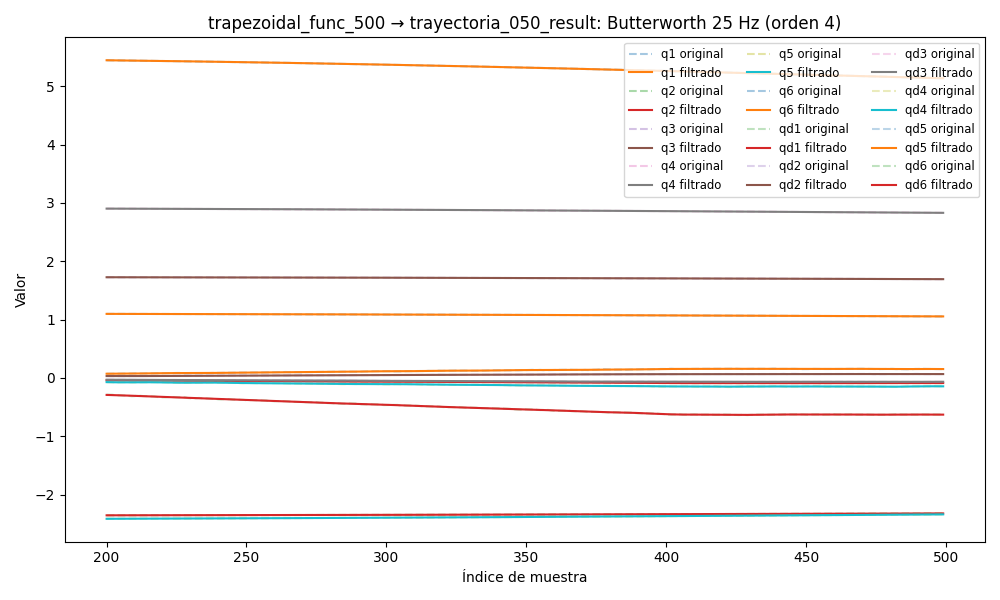 trapezoidal_func_500 → trayectoria_050_result: Butterworth 25 Hz (orden 4)
q1 original
q1 filtrado
q2 original
q2 filtrado
q3 original
q3 filtrado
q4 original
q4 filtrado
q5 original
q5 filtrado
q6 original
q6 filtrado
qd1 original
qd1 filtrado
qd2 original
qd2 filtrado
qd3 original
qd3 filtrado
qd4 original
qd4 filtrado
qd5 original
qd5 filtrado
qd6 original
qd6 filtrado
Valor
5
4
3
2
1
0
−1
−2
200
250
300
350
400
450
500
Índice de muestra